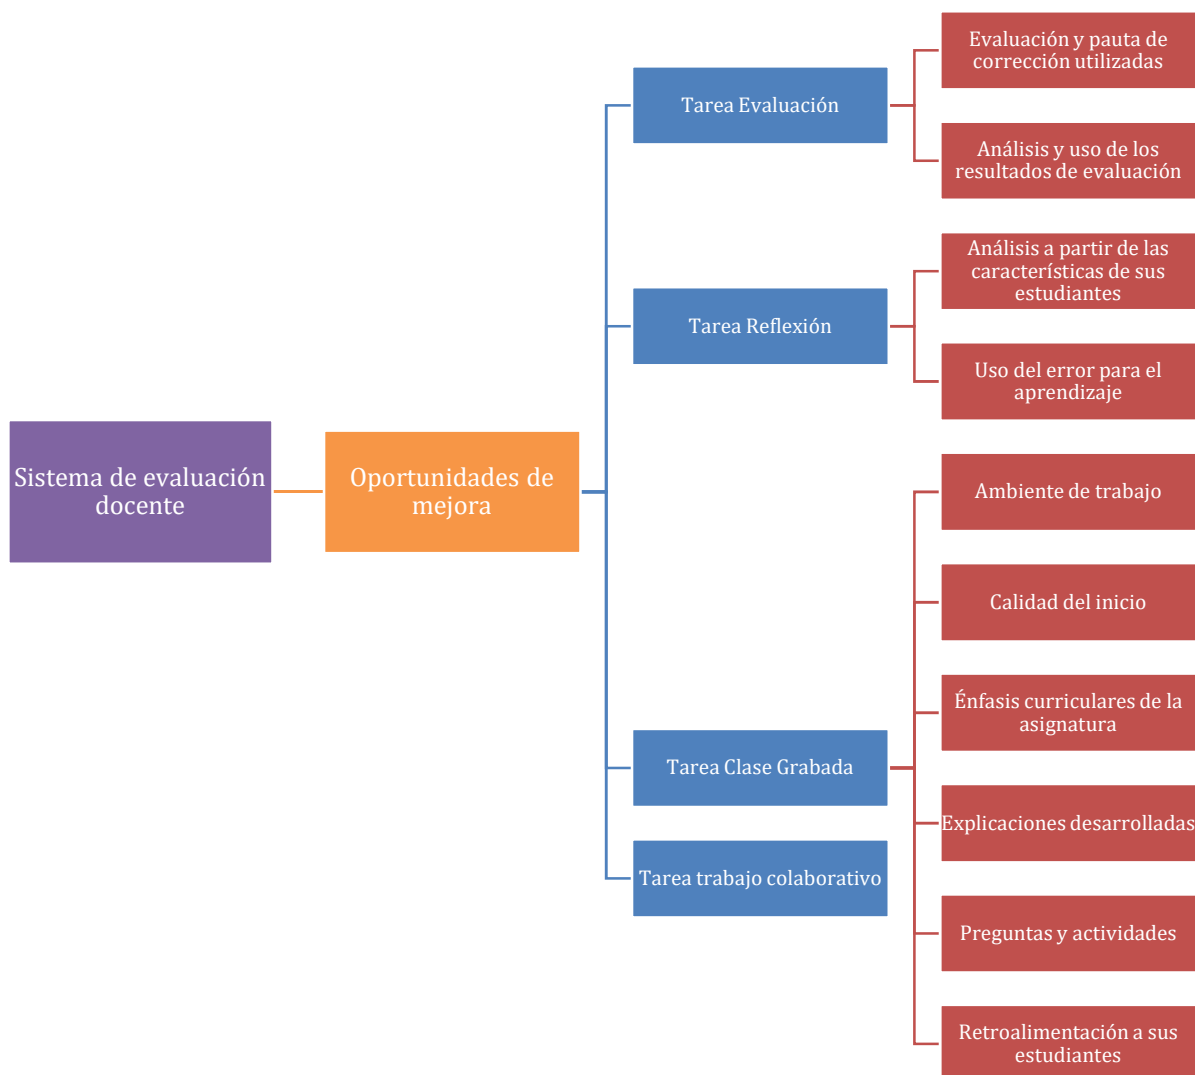 Sistema de evaluación
docente
Oportunidades de
mejora
Tarea Evaluación
Evaluación y pauta de
corrección utilizadas
Análisis y uso de los
resultados de evaluación
Tarea Reflexión
Análisis a partir de las
características de sus
estudiantes
Uso del error para el
aprendizaje
Tarea Clase Grabada
Ambiente de trabajo
Calidad del inicio
Énfasis curriculares de la
asignatura
Explicaciones desarrolladas
Preguntas y actividades
Retroalimentación a sus
estudiantes
Tarea trabajo colaborativo